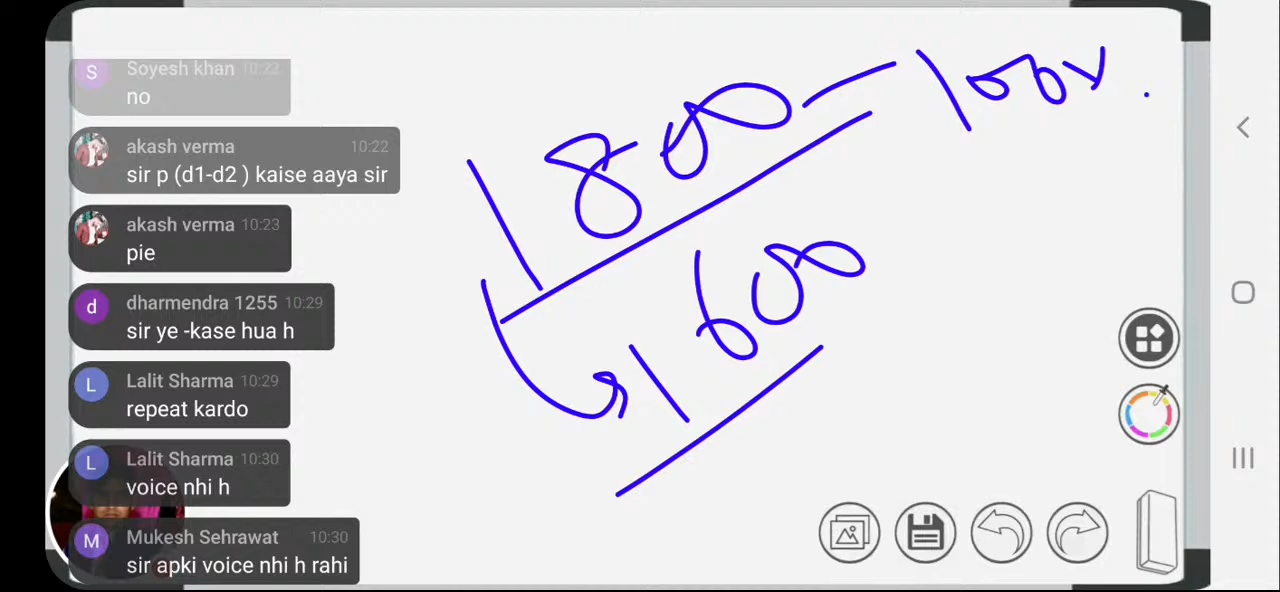 Soyesh khan 10:22
no
akash verma 10:22
sir p (d1-d2 ) kaise aaya sir
akash verma 10:23
pie
dharmendra 1255 10:29
sir ye -kase hua h
Lalit Sharma 10:29
repeat kardo
Lalit Sharma 10:30
voice nhi h
Mukesh Sehrawat 10:30
sir apki voice nhi h rahi
1800 —
1600